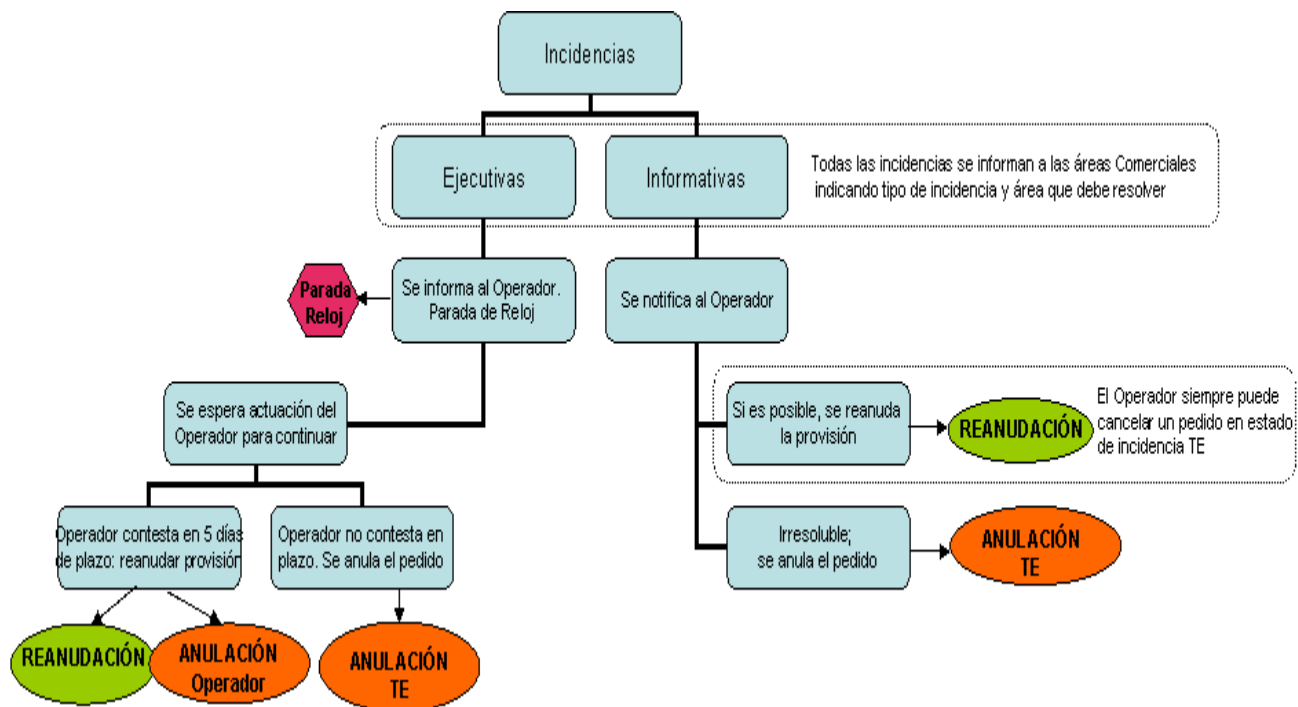 Incidencias
Ejecutivas
Informativas
Todas las incidencias se informan a las áreas Comerciales
indicando tipo de incidencia y área que debe resolver
Parada
Reloj
Se informa al Operador.
Parada de Reloj
Se notifica al Operador
Se espera actuación del
Operador para continuar
Si es posible, se reanuda
la provisión
REANUDACIÓN
El Operador siempre puede
cancelar un pedido en estado
de incidencia TE
Operador contesta en 5 días
de plazo: reanudar provisión
Operador no contesta en
plazo. Se anula el pedido
Irresoluble;
se anula el pedido
ANULACIÓN
TE
REANUDACIÓN
ANULACIÓN
Operador
ANULACIÓN
TE